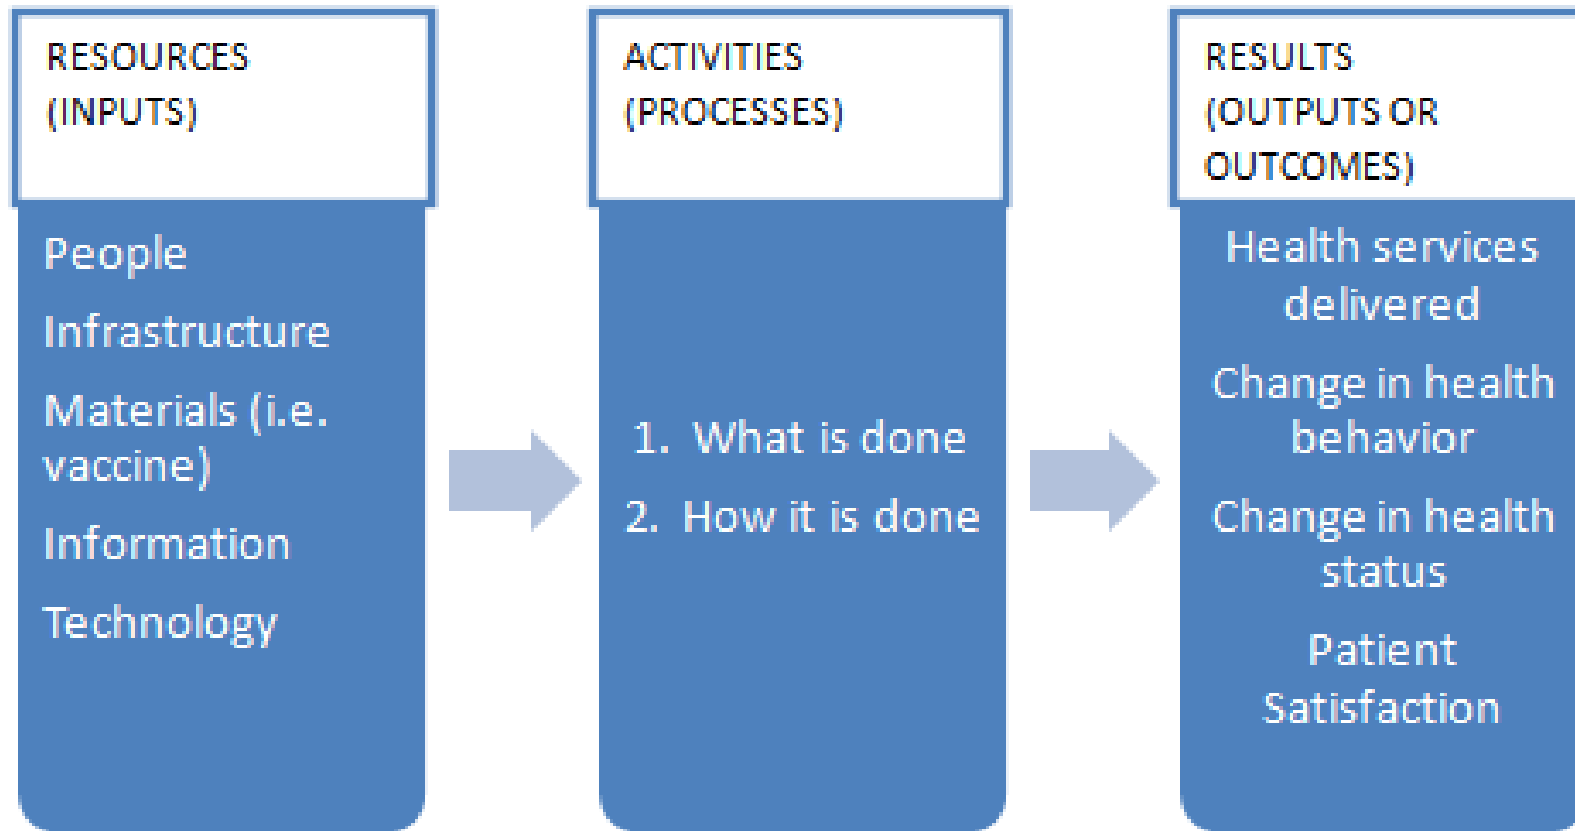 RESOURCES
(INPUTS)
People
Infrastructure
Materials (i.e.
vaccine)
Information
Technology
ACTIVITIES
(PROCESSES)
1. What is done
2. How it is done
RESULTS
(OUTPUTS OR
OUTCOMES)
Health services
delivered
Change in health
behavior
Change in health
status
Patient
Satisfaction